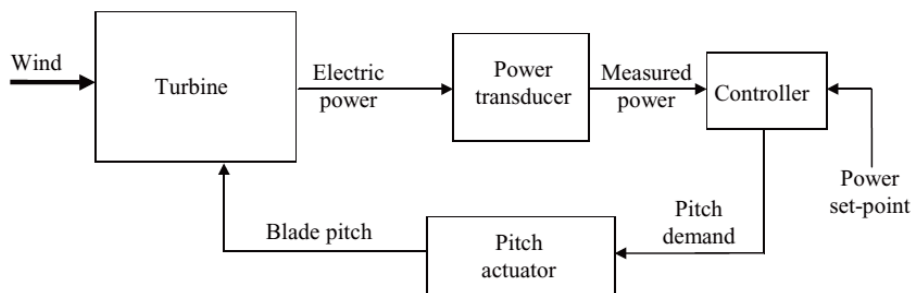 Wind
Turbine
Electric
power
Power
transducer
Measured
power
Controller
Power
set-point
Pitch
demand
Pitch
actuator
Blade pitch